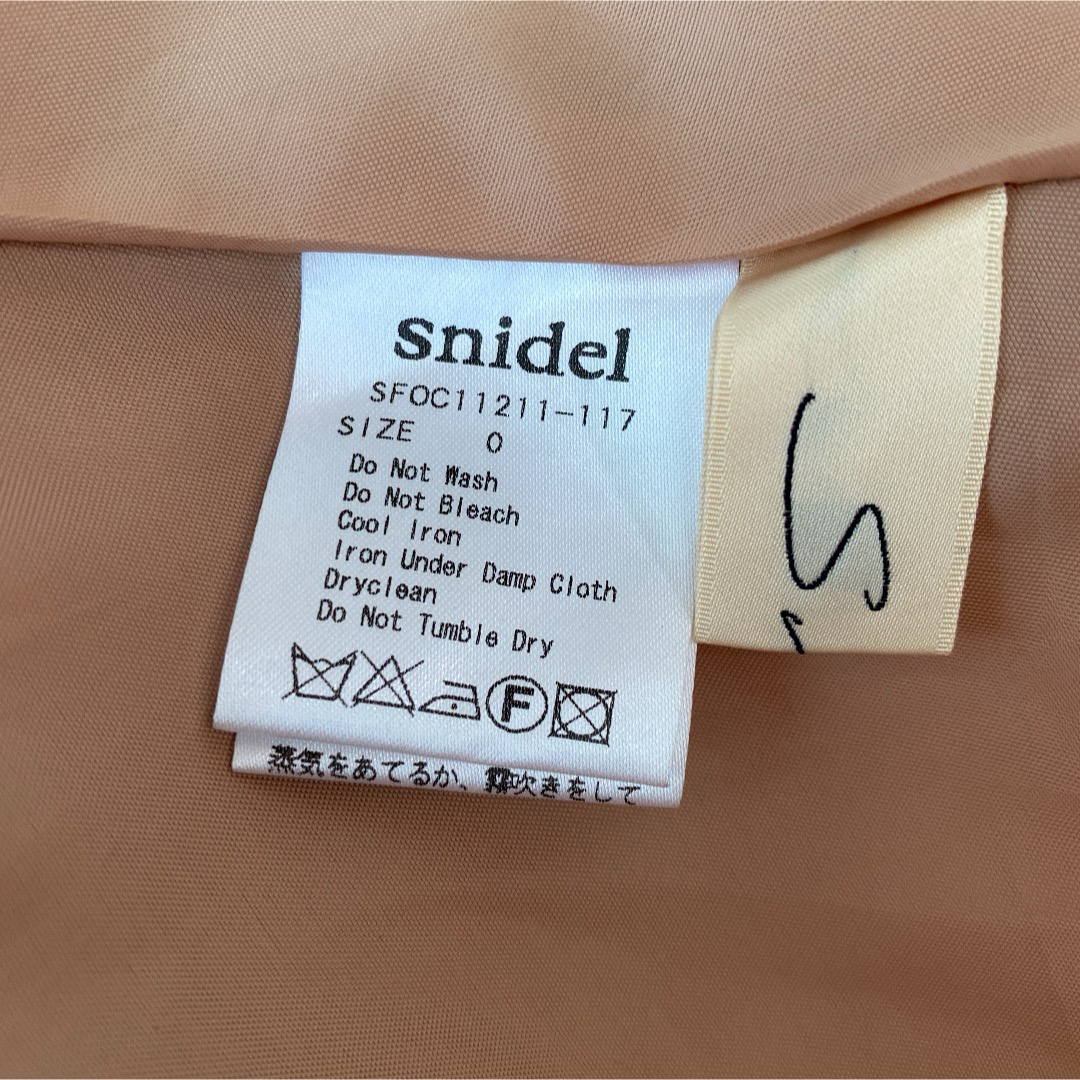 snidel
SFOC11211-117
SIZE 0
Do Not Wash
Do Not Bleach
Cool Iron
Iron Under Damp Cloth
Dryclean
Do Not Tumble Dry
F
蒸気をあてるか、霧吹きをして